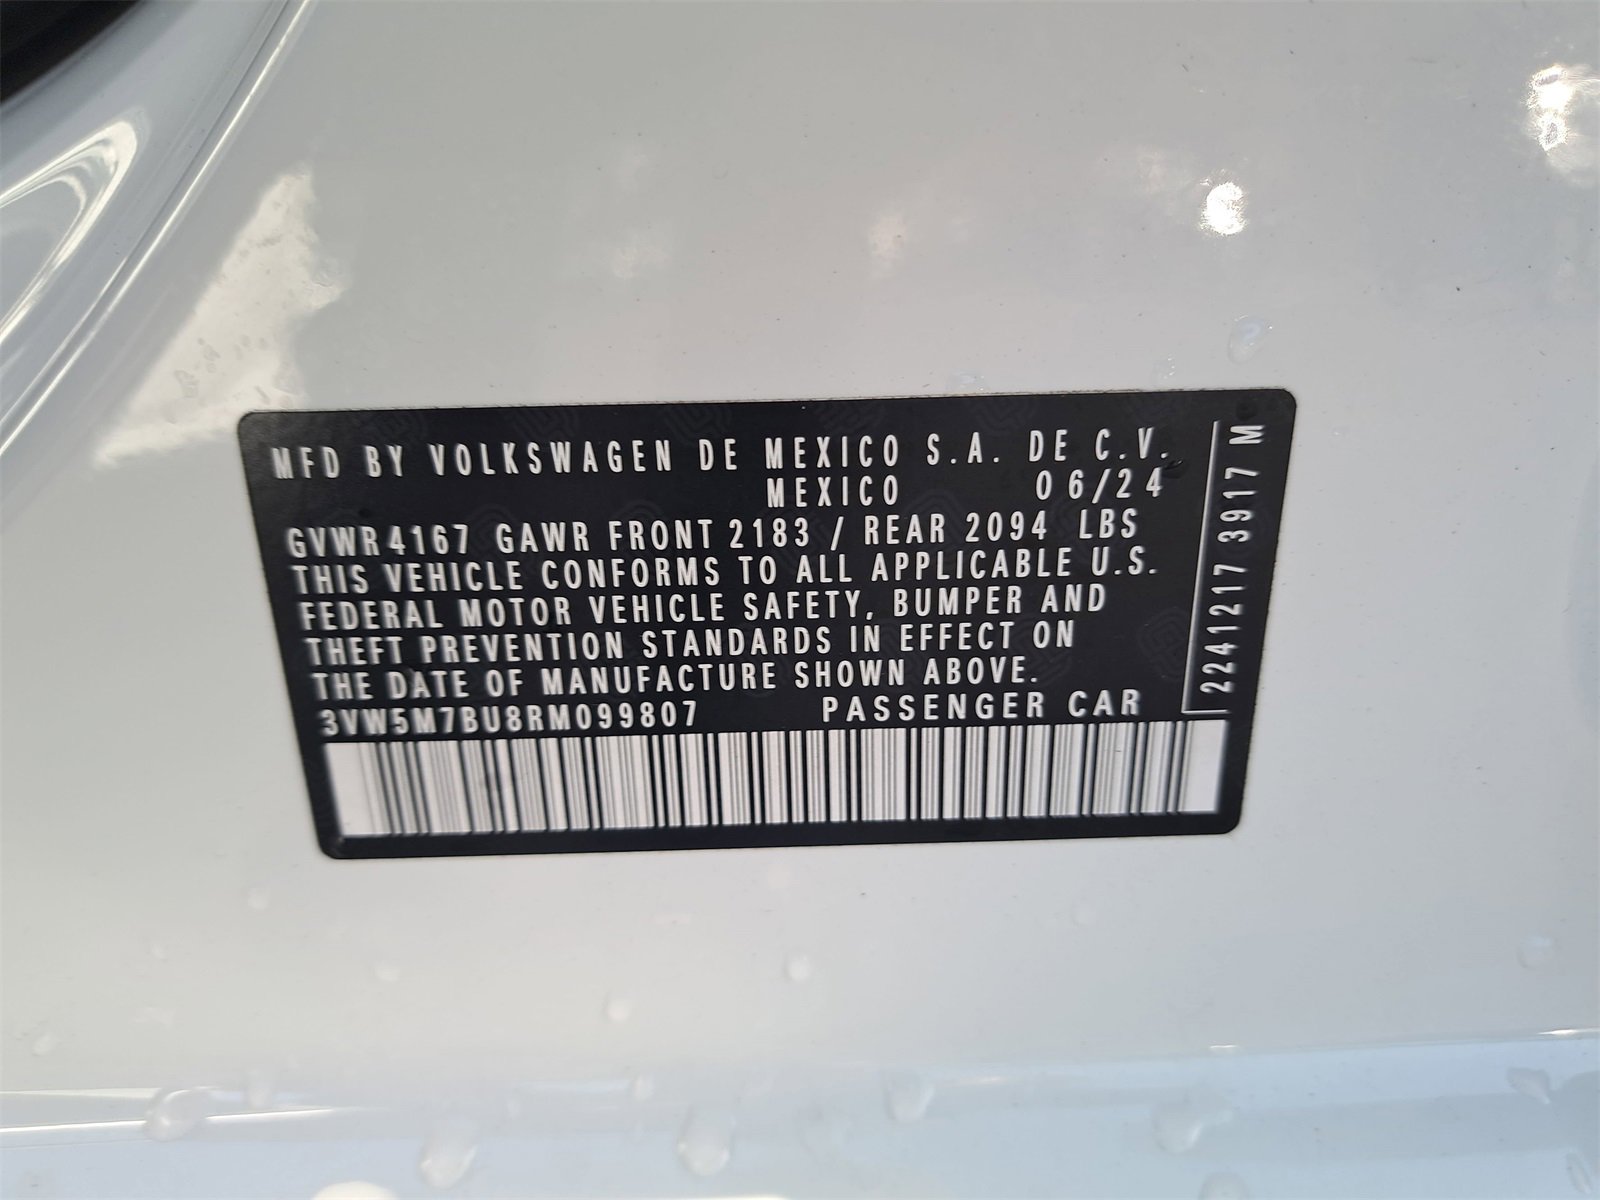 MFD BY VOLKSWAGEN DE MEXICO S.A. DE C.V.
MEXICO 06/24
GVWR 4167 GAWR FRONT 2183 / REAR 2094 LBS
THIS VEHICLE CONFORMS TO ALL APPLICABLE U.S.
FEDERAL MOTOR VEHICLE SAFETY, BUMPER AND
THEFT PREVENTION STANDARDS IN EFFECT ON
THE DATE OF MANUFACTURE SHOWN ABOVE.
3VW5M7BU8RM099807 PASSENGER CAR
2241217 3917 M